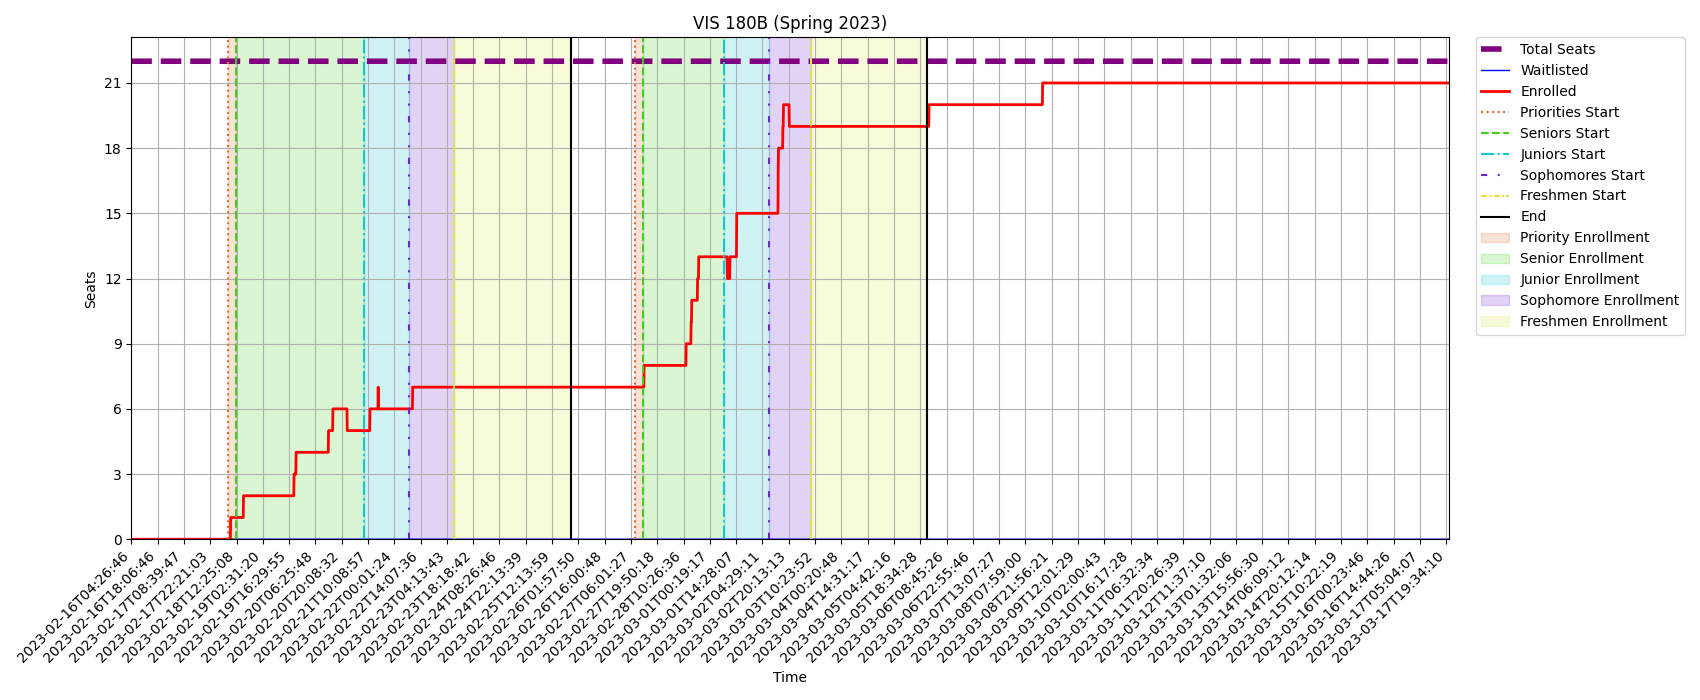 VIS 180B (Spring 2023)
Total Seats
Waitlisted
Enrolled
Priorities Start
Seniors Start
Juniors Start
Sophomores Start
Freshmen Start
End
Priority Enrollment
Senior Enrollment
Junior Enrollment
Sophomore Enrollment
Freshmen Enrollment
Seats
21
18
15
12
9
6
3
0
2023-02-16T04:26:46
2023-02-16T18:06:46
2023-02-17T08:39:47
2023-02-17T22:21:03
2023-02-18T12:25:08
2023-02-19T02:31:20
2023-02-19T16:29:55
2023-02-20T06:25:48
2023-02-20T20:08:32
2023-02-21T10:08:57
2023-02-22T00:01:24
2023-02-22T14:07:36
2023-02-23T04:13:43
2023-02-23T18:18:42
2023-02-24T08:26:46
2023-02-24T22:13:39
2023-02-25T12:13:59
2023-02-26T01:57:50
2023-02-26T16:00:48
2023-02-27T06:01:27
2023-02-27T19:50:18
2023-02-28T10:26:36
2023-03-01T00:19:17
2023-03-01T14:28:07
2023-03-02T04:29:11
2023-03-02T20:13:13
2023-03-03T10:23:52
2023-03-04T00:20:48
2023-03-04T14:31:17
2023-03-05T04:42:16
2023-03-05T18:34:28
2023-03-06T08:45:26
2023-03-06T22:55:46
2023-03-07T13:07:27
2023-03-08T07:59:00
2023-03-08T21:56:21
2023-03-09T12:01:29
2023-03-10T02:00:43
2023-03-10T16:17:28
2023-03-11T06:32:34
2023-03-11T20:26:39
2023-03-12T11:37:10
2023-03-13T01:32:06
2023-03-13T15:56:30
2023-03-14T06:09:12
2023-03-14T20:12:14
2023-03-15T10:22:19
2023-03-16T00:23:46
2023-03-16T14:44:26
2023-03-17T05:04:07
2023-03-17T19:34:10
Time